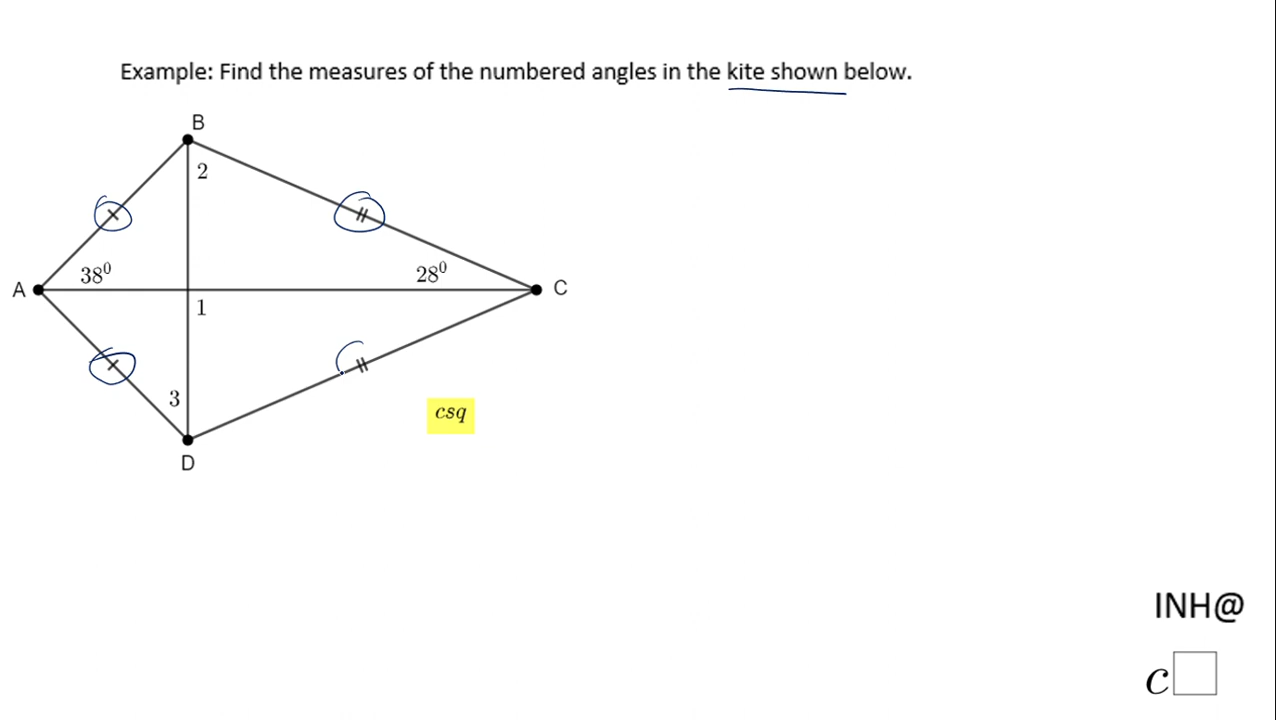 Example: Find the measures of the numbered angles in the kite shown below.
B
2
38⁰
28⁰
A
C
1
3
csq
D
INH@
c